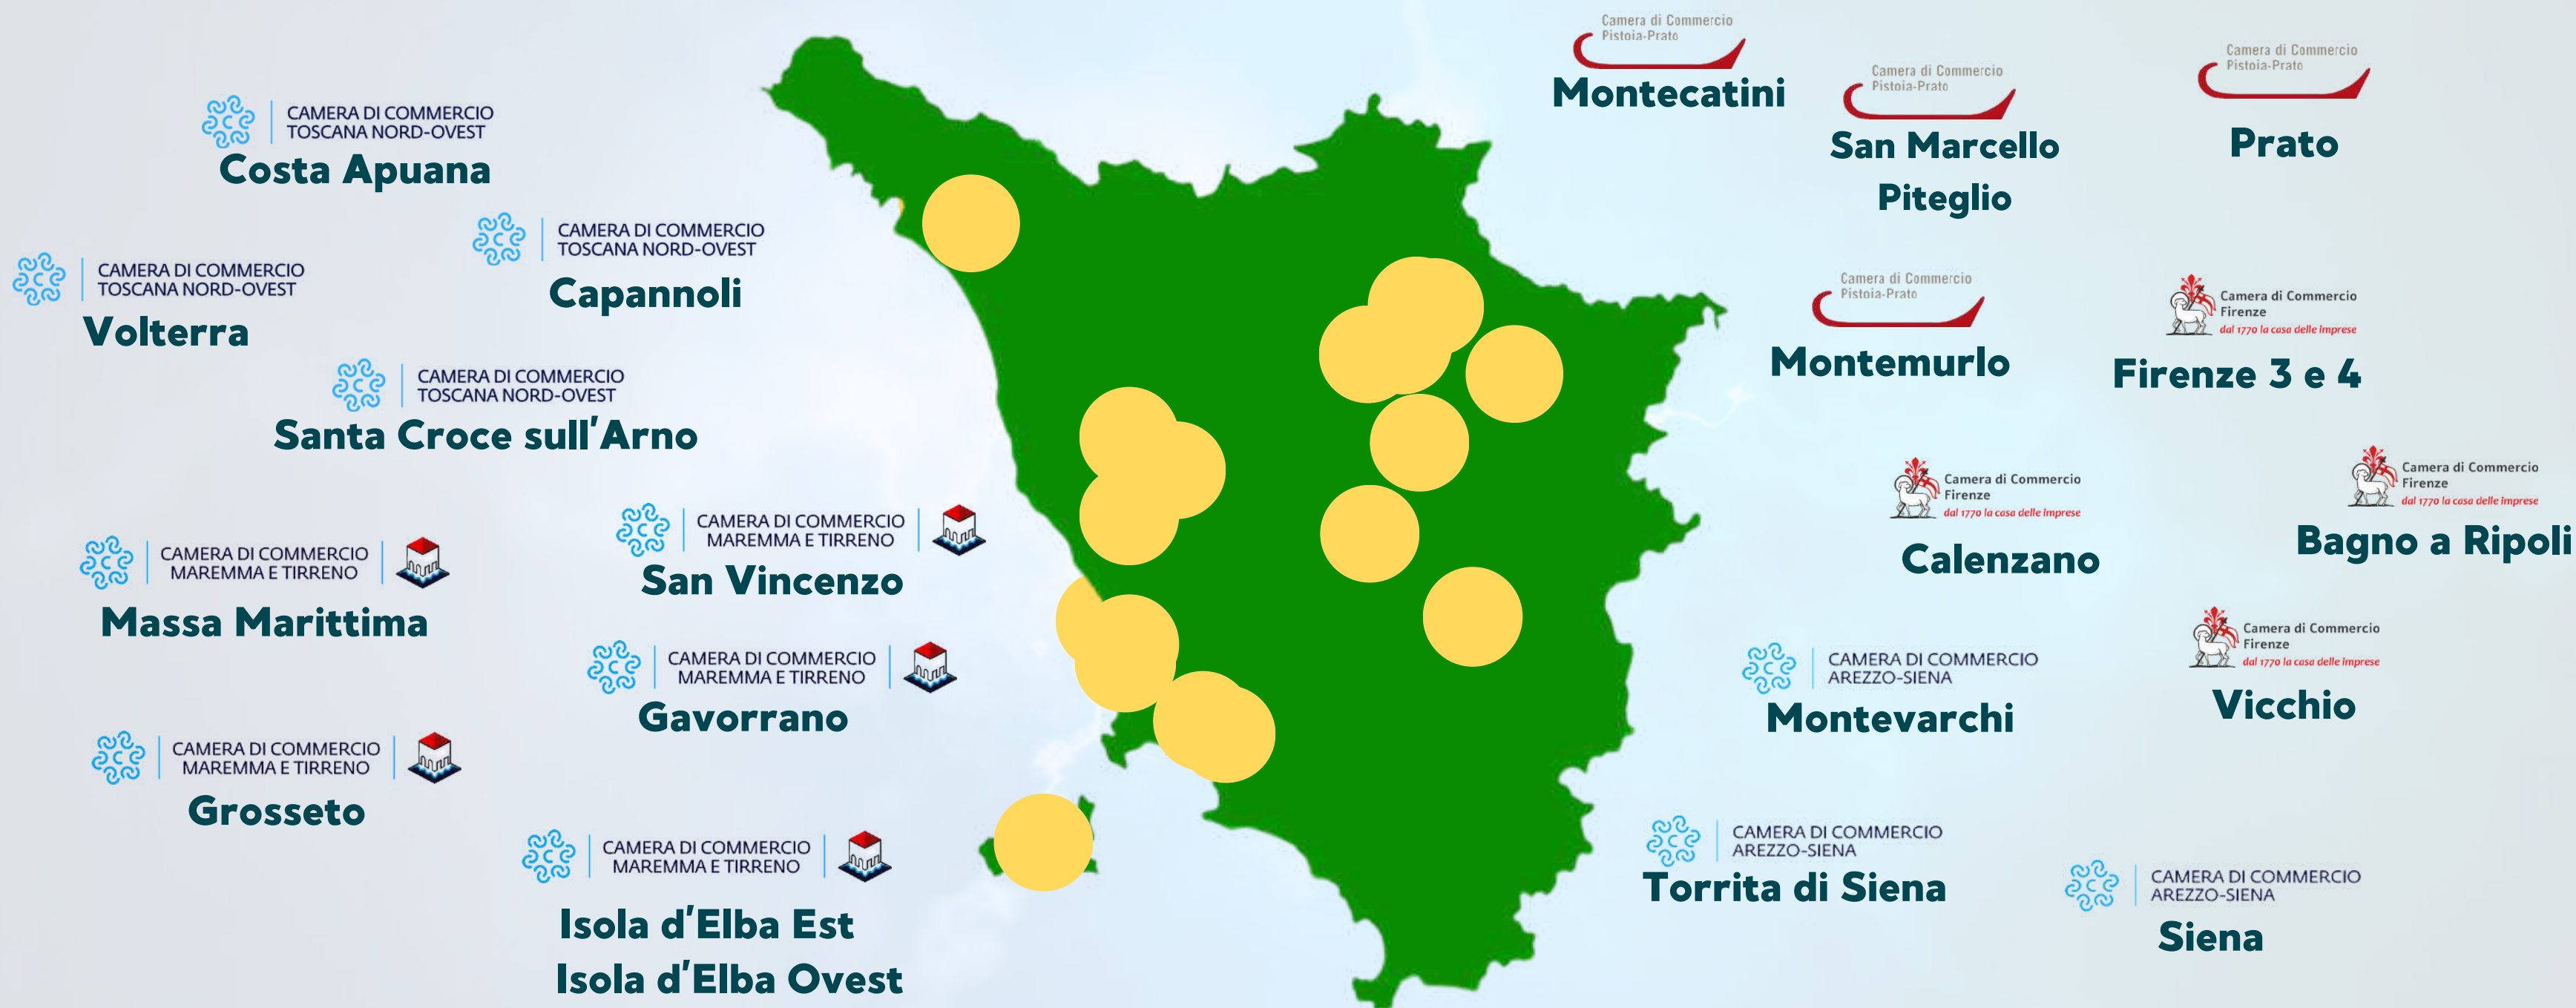 CAMERA DI COMMERCIO
TOSCANA NORD-OVEST
Costa Apuana
CAMERA DI COMMERCIO
TOSCANA NORD-OVEST
Capannoli
CAMERA DI COMMERCIO
TOSCANA NORD-OVEST
Volterra
CAMERA DI COMMERCIO
TOSCANA NORD-OVEST
Santa Croce sull'Arno
CAMERA DI COMMERCIO
MAREMMA E TIRRENO
San Vincenzo
CAMERA DI COMMERCIO
MAREMMA E TIRRENO
Massa Marittima
CAMERA DI COMMERCIO
MAREMMA E TIRRENO
Gavorrano
CAMERA DI COMMERCIO
MAREMMA E TIRRENO
Grosseto
CAMERA DI COMMERCIO
MAREMMA E TIRRENO
Isola d'Elba Est
Isola d'Elba Ovest
Camera di Commercio
Pistoia-Prato
Montecatini
Camera di Commercio
Pistoia-Prato
San Marcello
Piteglio
Camera di Commercio
Pistoia-Prato
Prato
Camera di Commercio
Pistoia-Prato
Montemurlo
Camera di Commercio
Firenze
dal 1770 la casa delle imprese
Firenze 3 e 4
Camera di Commercio
Firenze
dal 1770 la casa delle imprese
Calenzano
Camera di Commercio
Firenze
dal 1770 la casa delle imprese
Bagno a Ripoli
Camera di Commercio
Firenze
dal 1770 la casa delle imprese
Vicchio
CAMERA DI COMMERCIO
AREZZO-SIENA
Montevarchi
CAMERA DI COMMERCIO
AREZZO-SIENA
Torrita di Siena
CAMERA DI COMMERCIO
AREZZO-SIENA
Siena